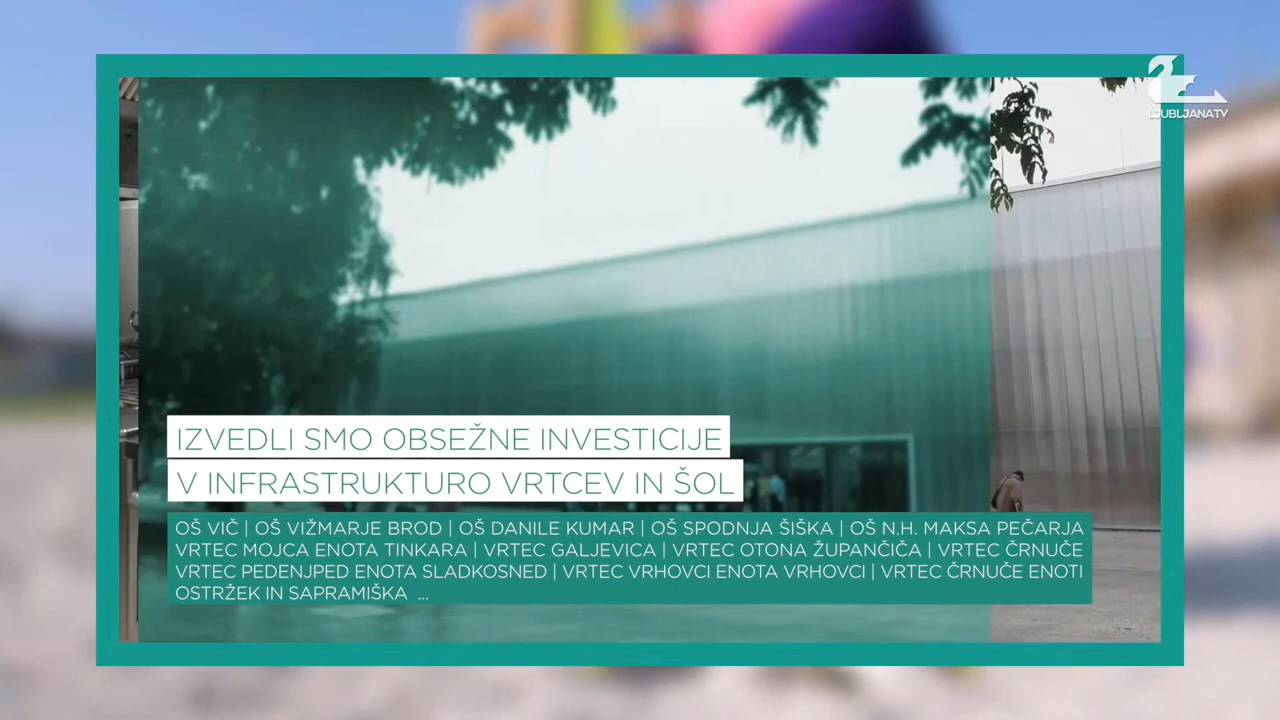 LJUBLJANATV
IZVEDLI SMO OBSEŽNE INVESTICIJE
V INFRASTRUKTURO VRTCEV IN ŠOL
OŠ VIČ | OŠ VIŽMARJE BROD | OŠ DANILE KUMAR | OŠ SPODNJA ŠIŠKA | OŠ N.H. MAKSA PEČARJA
VRTEC MOJCA ENOTA TINKARA | VRTEC GALJEVICA | VRTEC OTONA ŽUPANČIČA | VRTEC ČRNUČE
VRTEC PEDENJPED ENOTA SLADKOSNED | VRTEC VRHOVCI ENOTA VRHOVCI | VRTEC ČRNUČE ENOTI
OSTRŽEK IN SAPRAMIŠKA ...